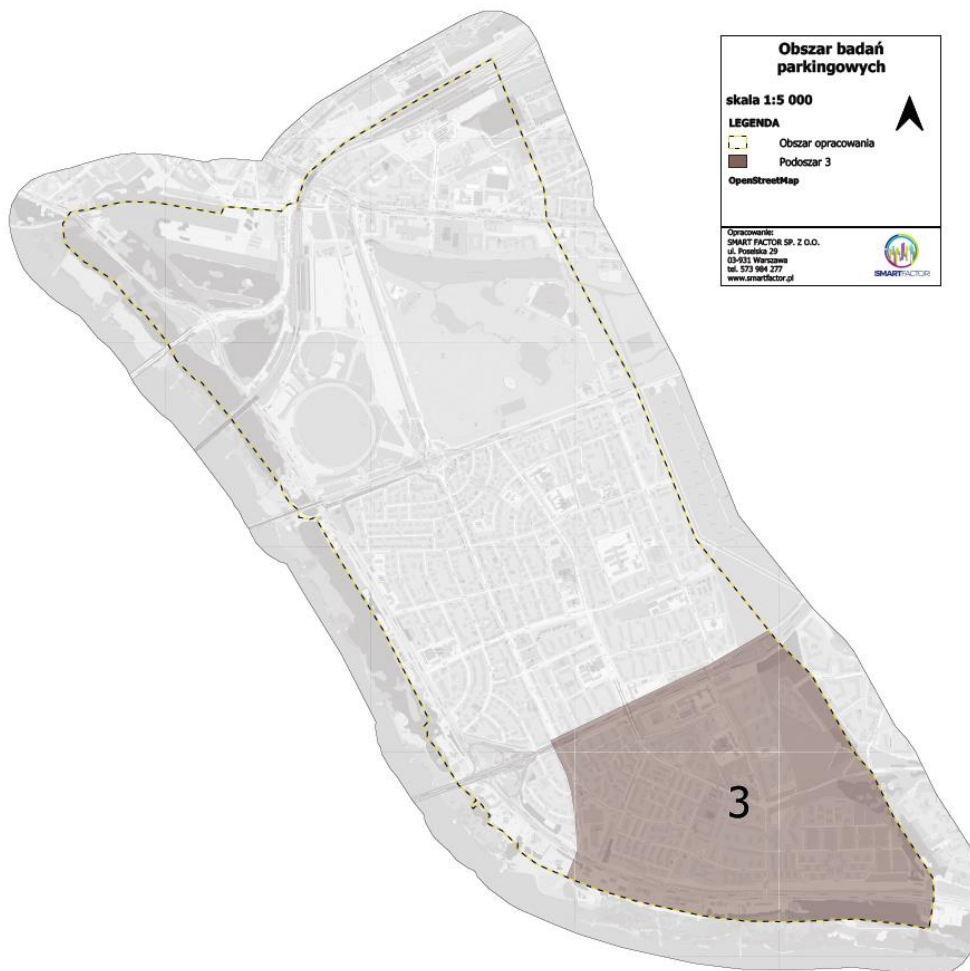 Obszar badań
parkingowych
skala 1:5 000
LEGENDA
Obszar opracowania
Podoszar 3
OpenStreetMap
Opracowanie:
SMART FACTOR SP. Z O.O.
ul. Poselska 29
03-931 Warszawa
tel. 573 984 277
www.smartfactor.pl
SMARTFACTOR
3